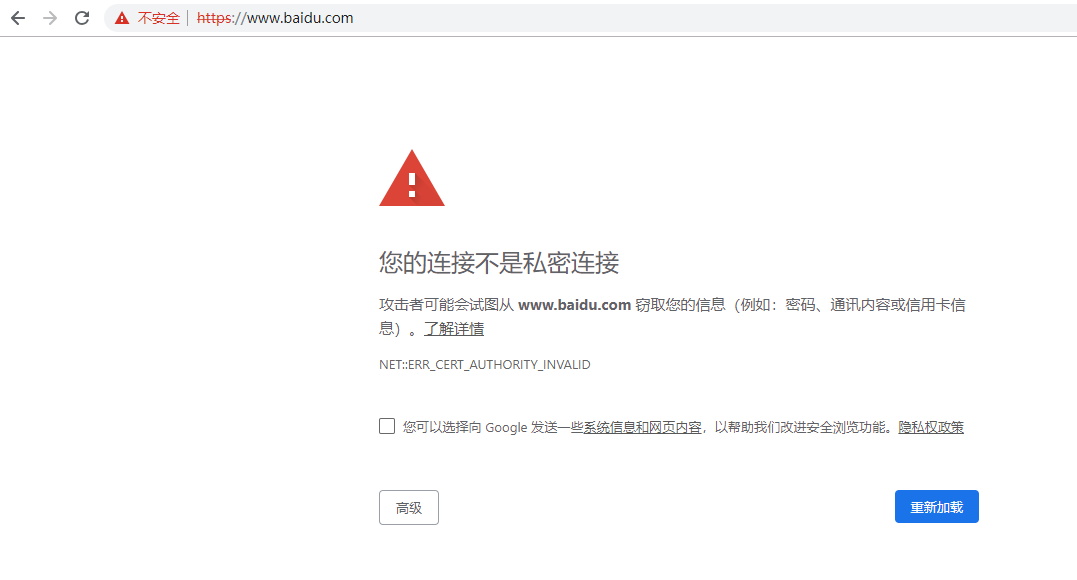 不安全 https://www.baidu.com
您的连接不是私密连接
攻击者可能会试图从 www.baidu.com 窃取您的信息（例如：密码、通讯内容或信用卡信
息）。了解详情
NET::ERR_CERT_AUTHORITY_INVALID
您可以选择向 Google 发送一些系统信息和网页内容，以帮助我们改进安全浏览功能。隐私权政策
高级 重新加载